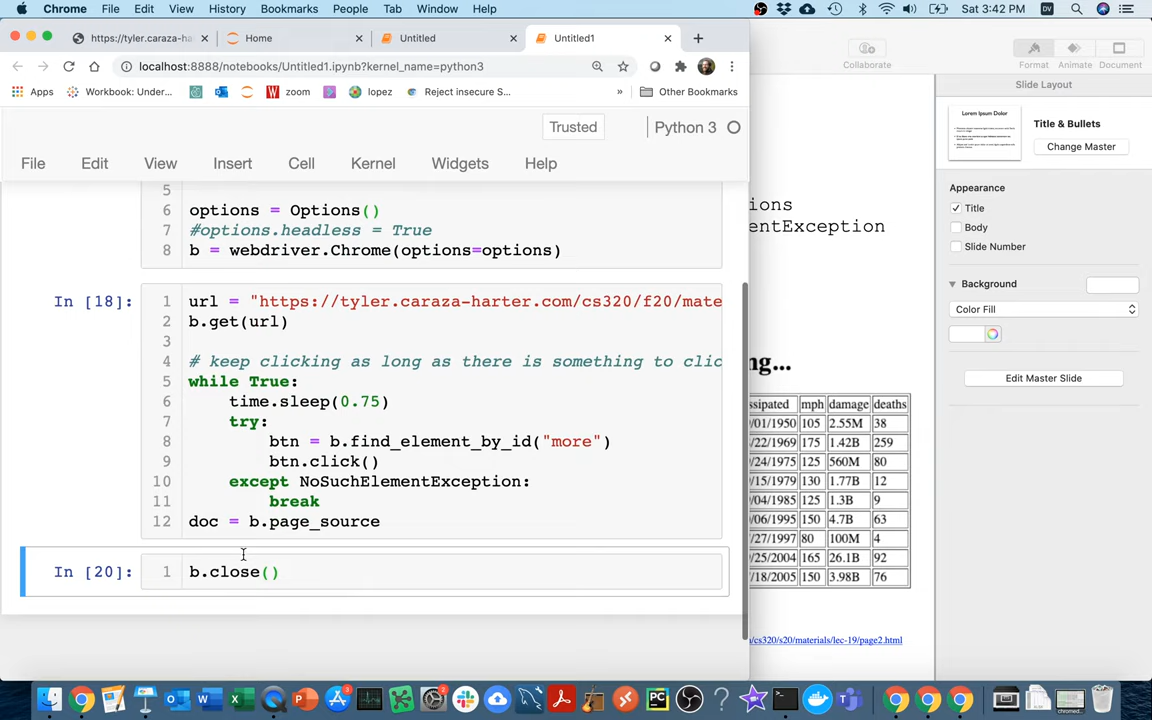 Chrome File Edit View History Bookmarks People Tab Window Help Sat 3:42 PM DV
https://tyler.caraza-ha Home Untitled Untitled1
localhost:8888/notebooks/Untitled1.ipynb?kernel_name=python3
Apps Workbook: Under... zoom lopez Reject insecure S... » Other Bookmarks
Trusted Python 3
File Edit View Insert Cell Kernel Widgets Help
5
6 options = Options()
7 #options.headless = True
8 b = webdriver.Chrome(options=options)
In [18]:
1 url = "https://tyler.caraza-harter.com/cs320/f20/mate
2 b.get(url)
3
4 # keep clicking as long as there is something to clic
5 while True:
6 time.sleep(0.75)
7 try:
8 btn = b.find_element_by_id("more")
9 btn.click()
10 except NoSuchElementException:
11 break
12 doc = b.page_source
In [20]: 1 b.close()
ions
entException
ng...
ssipated mph damage deaths
/01/1950 105 2.55M 38
/22/1969 175 1.42B 259
/24/1975 125 560M 80
/15/1979 130 1.77B 12
/04/1985 125 1.3B 9
/06/1995 150 4.7B 63
/27/1997 80 100M 4
/25/2004 165 26.1B 92
/18/2005 150 3.98B 76
/cs320/s20/materials/lec-19/page2.html
Collaborate Format Animate Document
Slide Layout
Lorem Ipsum Dolor
Title & Bullets
Change Master
Appearance
Title
Body
Slide Number
Background
Color Fill
Edit Master Slide